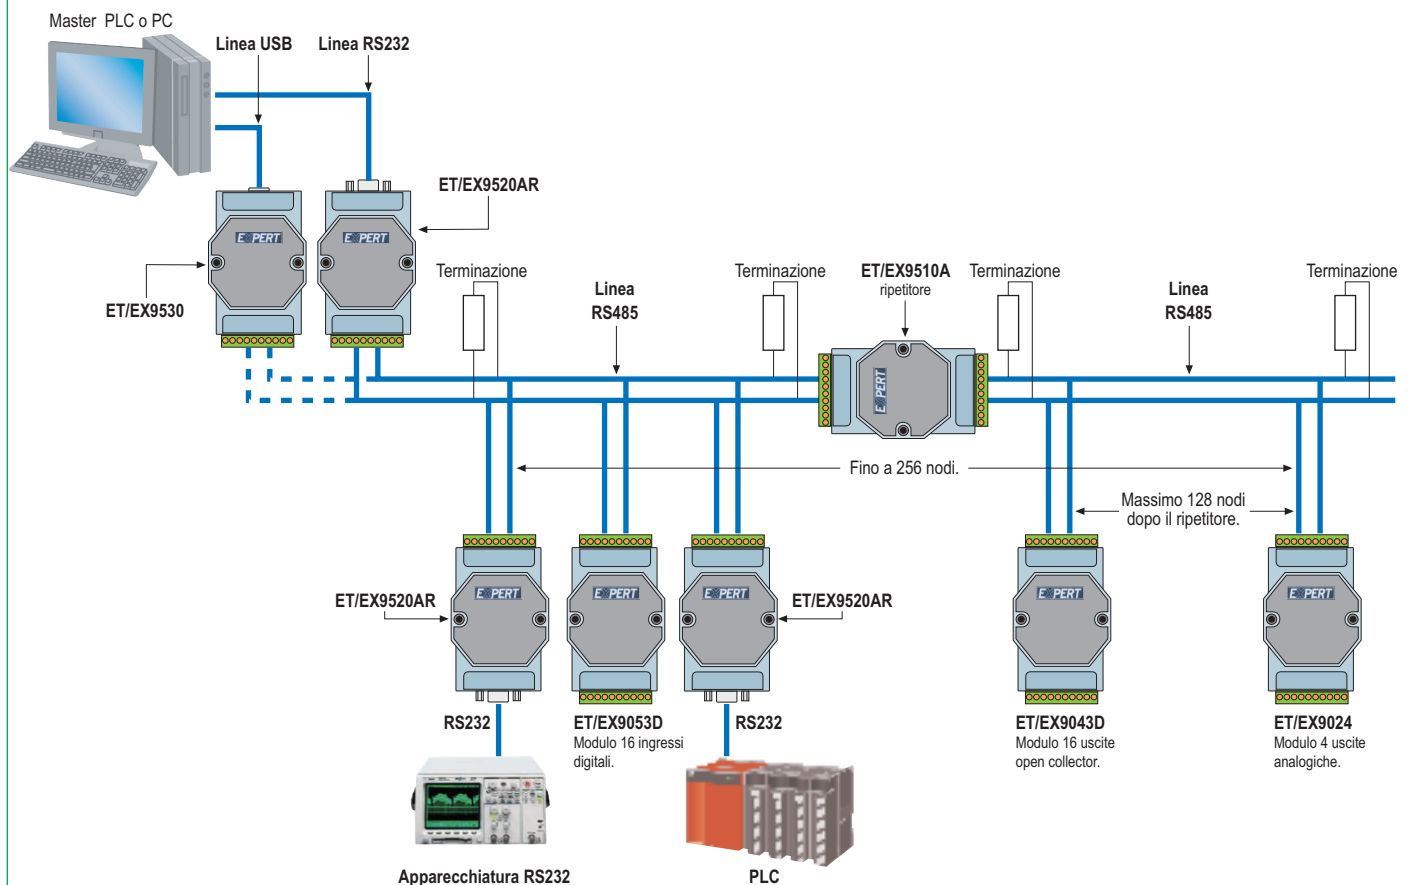 Master PLC o PC
Linea USB
Linea RS232
ET/EX9520AR
E PERT
E PERT
ET/EX9530
Terminazione
Linea
RS485
Terminazione
ET/EX9510A
ripetitore
Terminazione
Linea
RS485
Terminazione
E PERT
Fino a 256 nodi.
Massimo 128 nodi
dopo il ripetitore.
ET/EX9520AR
E PERT
E PERT
E PERT
ET/EX9520AR
E PERT
E PERT
RS232
ET/EX9053D
Modulo 16 ingressi
digitali.
RS232
ET/EX9043D
Modulo 16 uscite
open collector.
ET/EX9024
Modulo 4 uscite
analogiche.
Apparecchiatura RS232
PLC